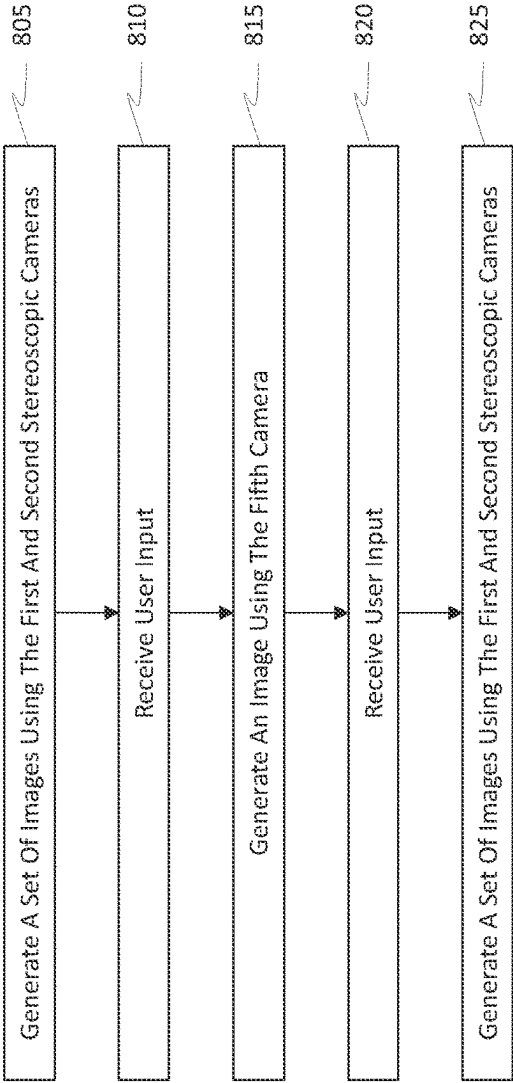 Generate A Set Of Images Using The First And Second Stereoscopic Cameras
805
Receive User Input
810
Generate An Image Using The Fifth Camera
815
Receive User Input
820
Generate A Set Of Images Using The First And Second Stereoscopic Cameras
825